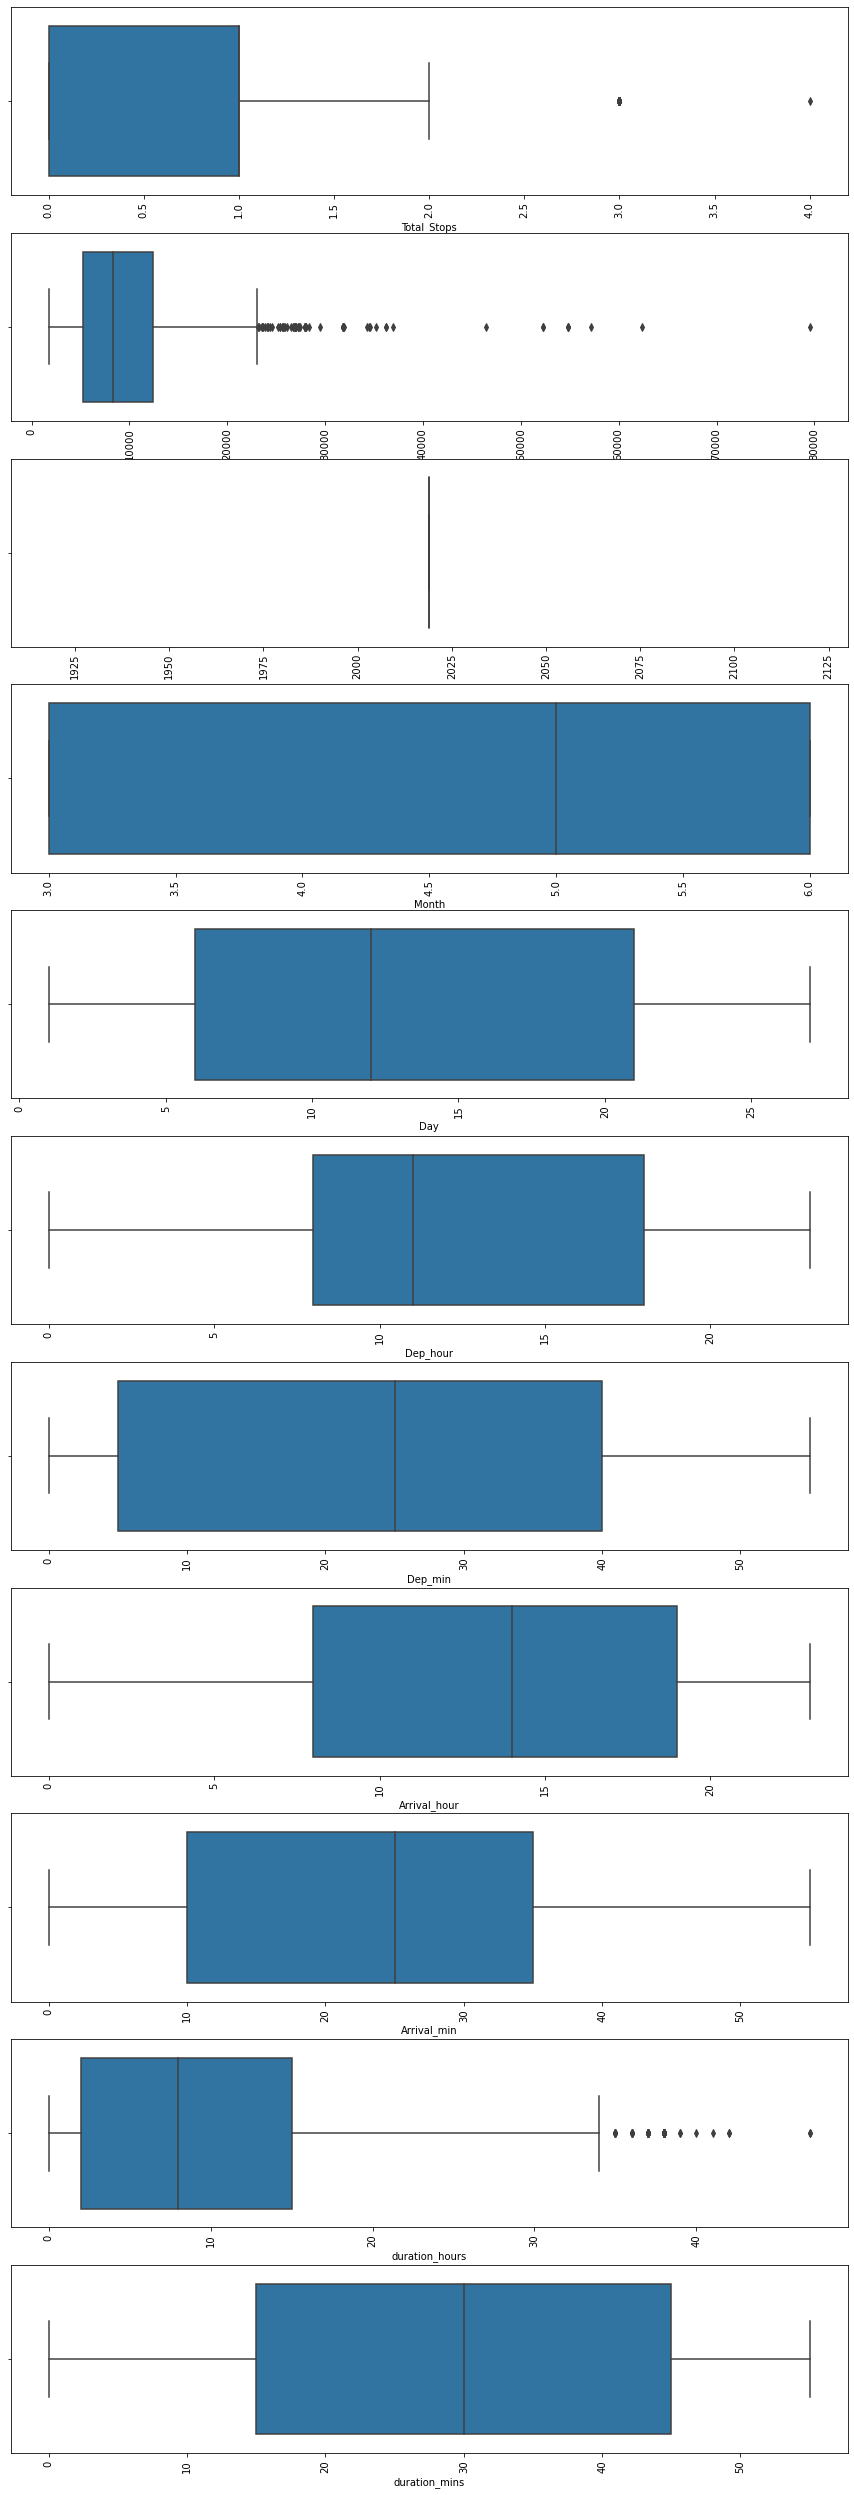 0.0 0.5 1.0 1.5 2.0 2.5 3.0 3.5 4.0
Total Stops
0 10000 20000 30000 40000 50000 60000 70000 80000
1925 1950 1975 2000 2025 2050 2075 2100 2125
3.0 3.5 4.0 4.5 5.0 5.5 6.0
Month
0 5 10 15 20 25
Day
0 5 10 15 20
Dep_hour
0 10 20 30 40 50
Dep_min
0 5 10 15 20
Arrival_hour
0 10 20 30 40 50
Arrival_min
0 10 20 30 40
duration_hours
0 10 20 30 40 50
duration_mins